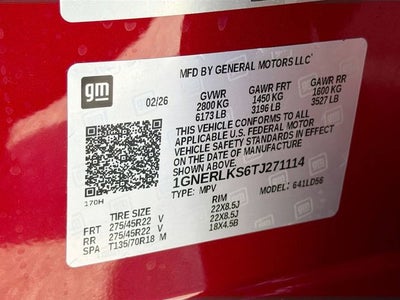 gm
MFD BY GENERAL MOTORS LLC
02/26
GVWR GAWR FRT GAWR RR
2800 KG 1450 KG 1600 KG
6173 LB 3196 LB 3527 LB
THIS VEHICLE CONFORMS TO ALL
APPLICABLE U.S. FEDERAL MOTOR
VEHICLE SAFETY STANDARDS IN EFFECT
ON THE DATE OF MANUFACTURE SHOWN ABOVE.
1GNERLKS6TJ271114
TYPE: MPV MODEL: 641LD56
170H
TIRE SIZE RIM
FRT 275/45R22 V 22X8.5J
RR 275/45R22 V 22X8.5J
SPA T135/70R18 M 18X4.5B